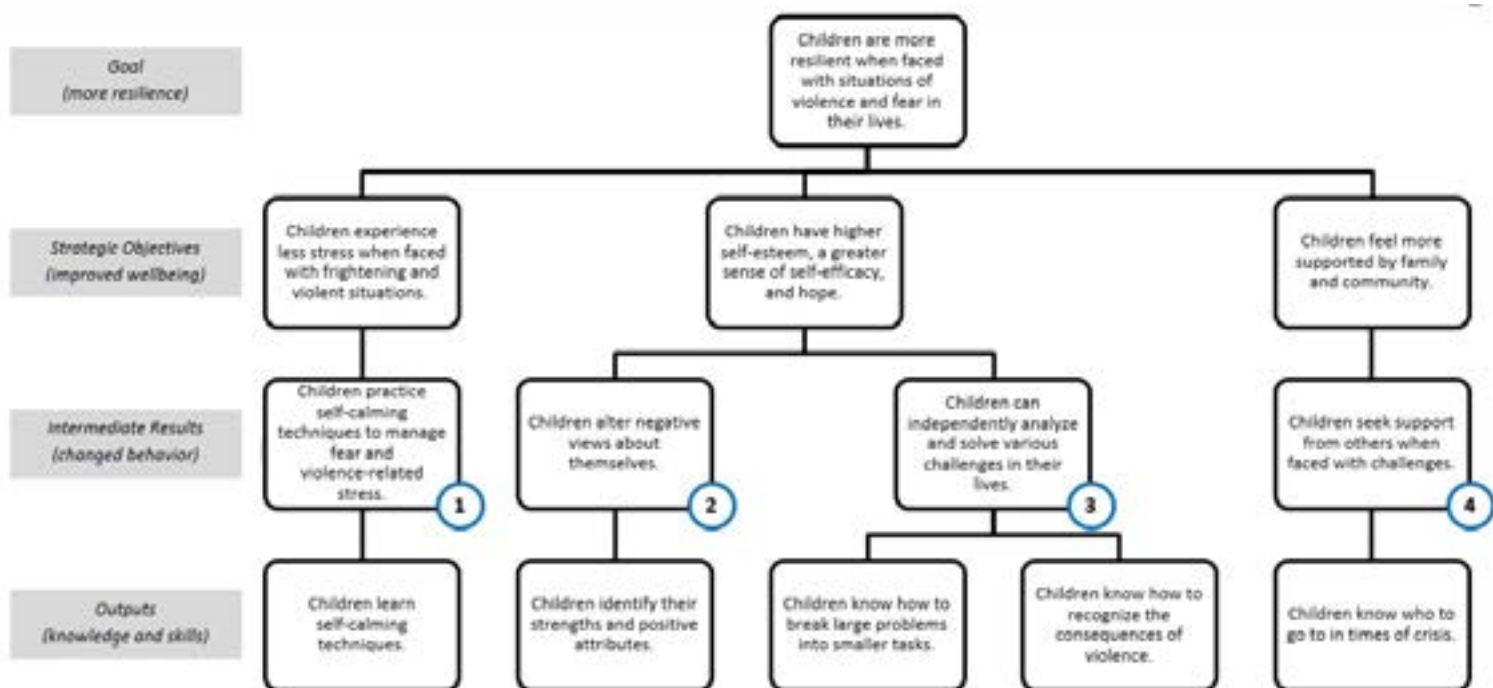 Goal
(more resilience)
Children are more
resilient when faced
with situations of
violence and fear in
their lives.
Strategic Objectives
(improved wellbeing)
Children experience
less stress when faced
with frightening and
violent situations.
Children have higher
self-esteem, a greater
sense of self-efficacy,
and hope.
Children feel more
supported by family
and community.
Intermediate Results
(changed behavior)
Children practice
self-calming
techniques to manage
fear and
violence-related
stress.
1
Children alter negative
views about
themselves.
2
Children can
independently analyze
and solve various
challenges in their
lives.
3
Children seek support
from others when
faced with challenges.
4
Outputs
(knowledge and skills)
Children learn
self-calming
techniques.
Children identify their
strengths and positive
attributes.
Children know how to
break large problems
into smaller tasks.
Children know how to
recognize the
consequences of
violence.
Children know who to
go to in times of crisis.